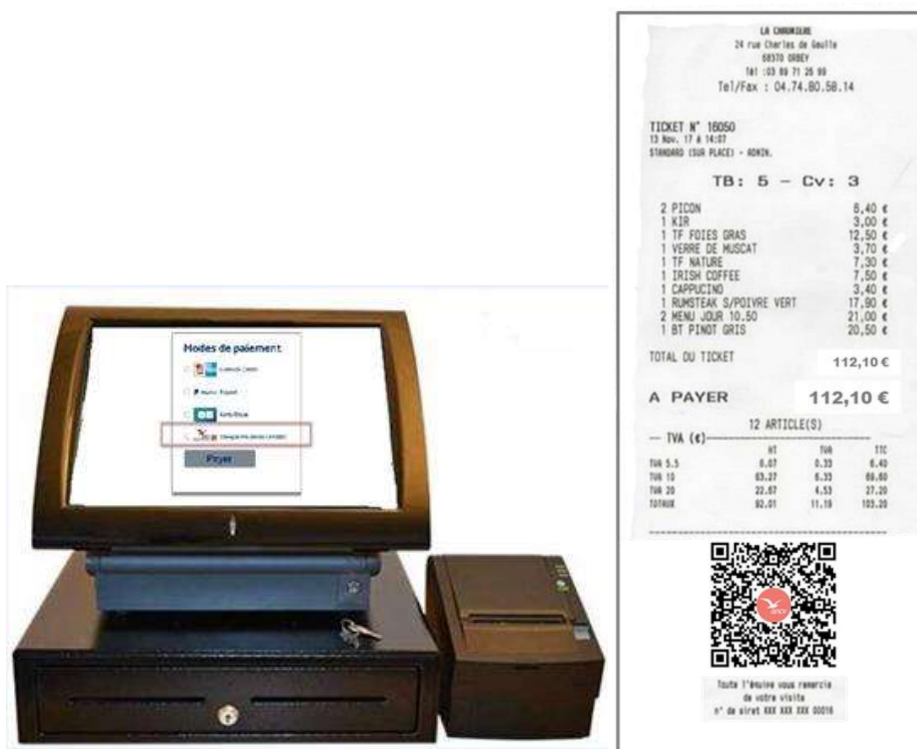 Modes de paiement
Payer
LA CHAUMIERE
24 rue Charles de Gaulle
68370 ORBEY
Tél :03 89 71 25 99
Tel/Fax : 04.74.80.58.14
TICKET N° 16050
13 Nov. 17 à 14:07
STANDARD (SUR PLACE) - ADMIN.
TB: 5 - Cv: 3
2 PICON 6,40 €
1 KIR 3,00 €
1 TF FOIES GRAS 12,50 €
1 VERRE DE MUSCAT 3,70 €
1 TF NATURE 7,30 €
1 IRISH COFFEE 7,50 €
1 CAPPUCINO 3,40 €
1 RUMSTEAK S/POIVRE VERT 17,90 €
2 MENU JOUR 10.50 21,00 €
1 BT PINOT GRIS 20,50 €
TOTAL DU TICKET 112,10 €
A PAYER 112,10 €
12 ARTICLE(S)
-- TVA (€)
HT TVA TTC
TVA 5.5 6.07 0.33 6.40
TVA 10 63.27 6.33 69.60
TVA 20 22.67 4.53 27.20
TOTAUX 92.01 11.19 103.20
Toute l'équipe vous remercie
de votre visite
n° de siret XXX XXX XXX 00016